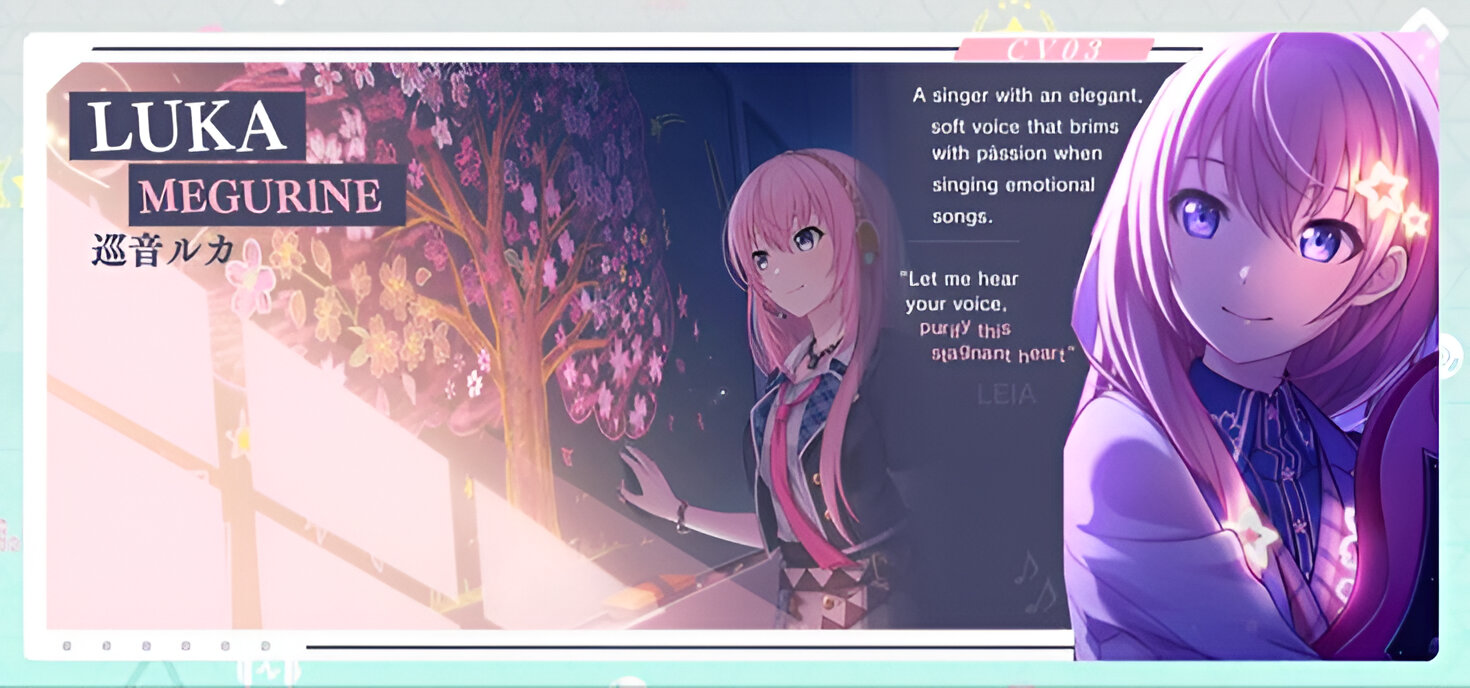 CV03
LUKA
MEGURINE
巡音ルカ
A singer with an elegant,
soft voice that brims
with passion when
singing emotional
songs.
"Let me hear
your voice,
purify this
stagnant heart"
LEIA